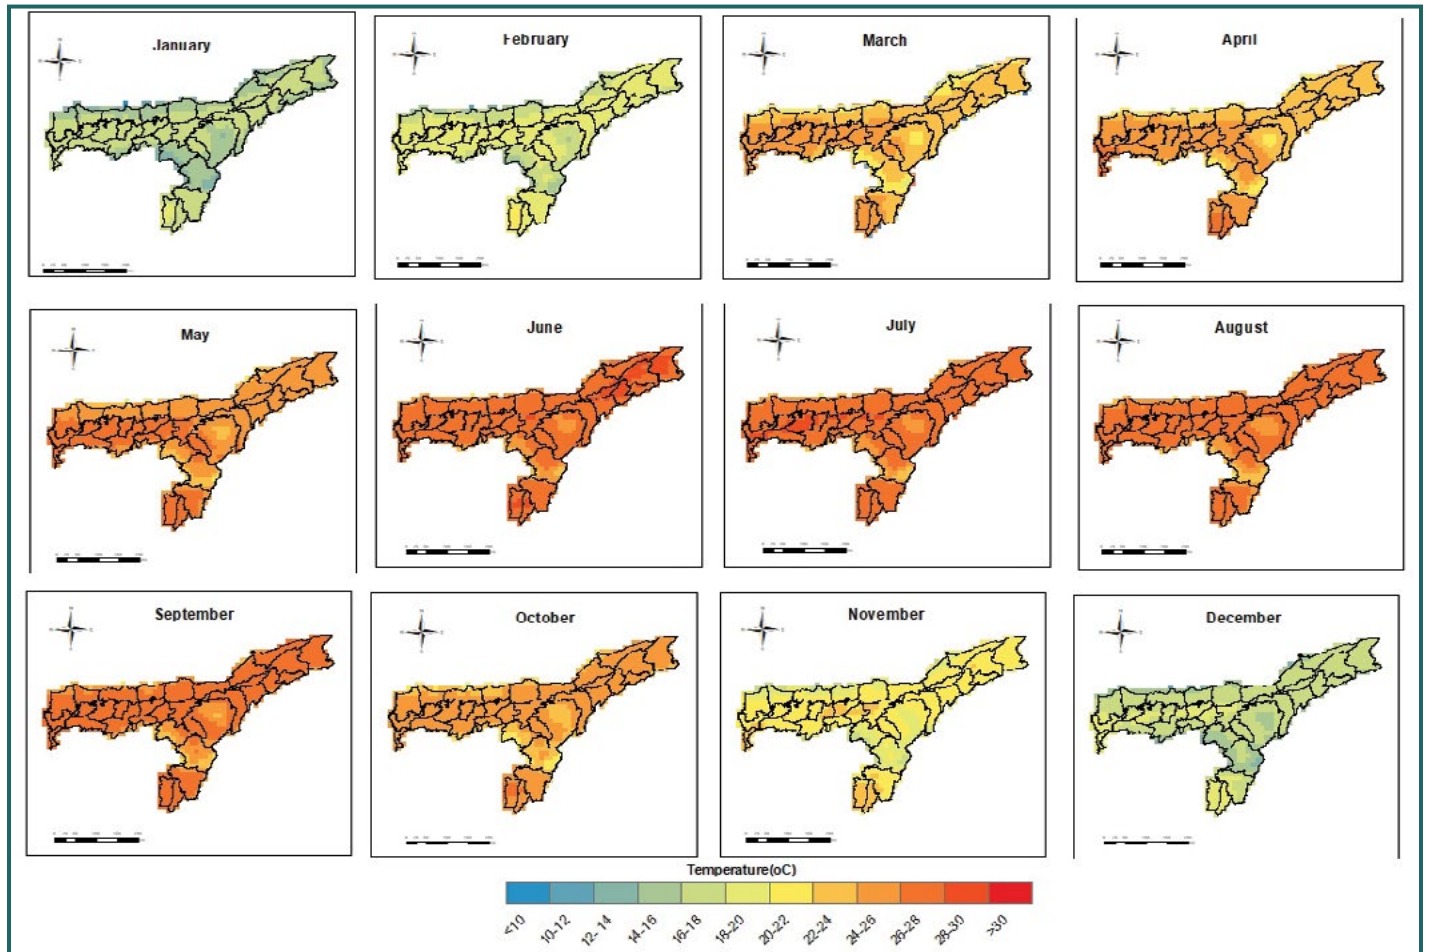 January
February
March
April
May
June
July
August
September
October
November
December
Temperature(oC)
<10
10-12
12- 14
14-16
16-18
18-20
20-22
22-24
24-26
26-28
28-30
>30